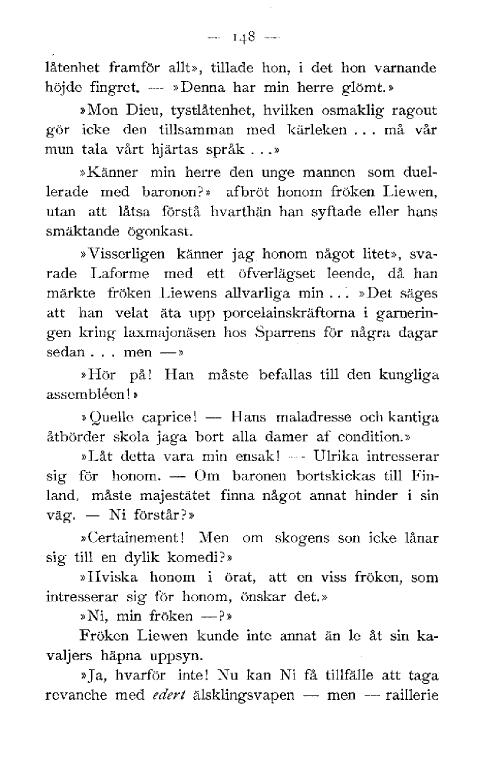 — 148 —
låtenhet framför allt», tillade hon, i det hon varnande
höjde fingret. — »Denna har min herre glömt.»
»Mon Dieu, tystlåtenhet, hvilken osmaklig ragout
gör icke den tillsamman med kärleken . . . må vår
mun tala vårt hjärtas språk . . .»
»Känner min herre den unge mannen som duel-
lerade med baronen?» afbröt honom fröken Liewen,
utan att låtsa förstå hvarthän han syftade eller hans
smäktande ögonkast.
»Visserligen känner jag honom något litet», sva-
rade Laforme med ett öfverlägset leende, då han
märkte fröken Liewens allvarliga min . . . »Det säges
att han velat äta upp porcelainskräftorna i garnerin-
gen kring laxmajonäsen hos Sparrens för några dagar
sedan . . . men —»
»Hör på! Han måste befallas till den kungliga
assembléen!»
»Quelle caprice! — Hans maladresse och kantiga
åtbörder skola jaga bort alla damer af condition.»
»Låt detta vara min ensak! — Ulrika intresserar
sig för honom. — Om baronen bortskickas till Fin-
land, måste majestätet finna något annat hinder i sin
väg. — Ni förstår?»
»Certainement! Men om skogens son icke lånar
sig till en dylik komedi?»
»Hviska honom i örat, att en viss fröken, som
intresserar sig för honom, önskar det.»
»Ni, min fröken —?»
Fröken Liewen kunde inte annat än le åt sin ka-
valjers häpna uppsyn.
»Ja, hvarför inte! Nu kan Ni få tillfälle att taga
revanche med edert älsklingsvapen — men — raillerie